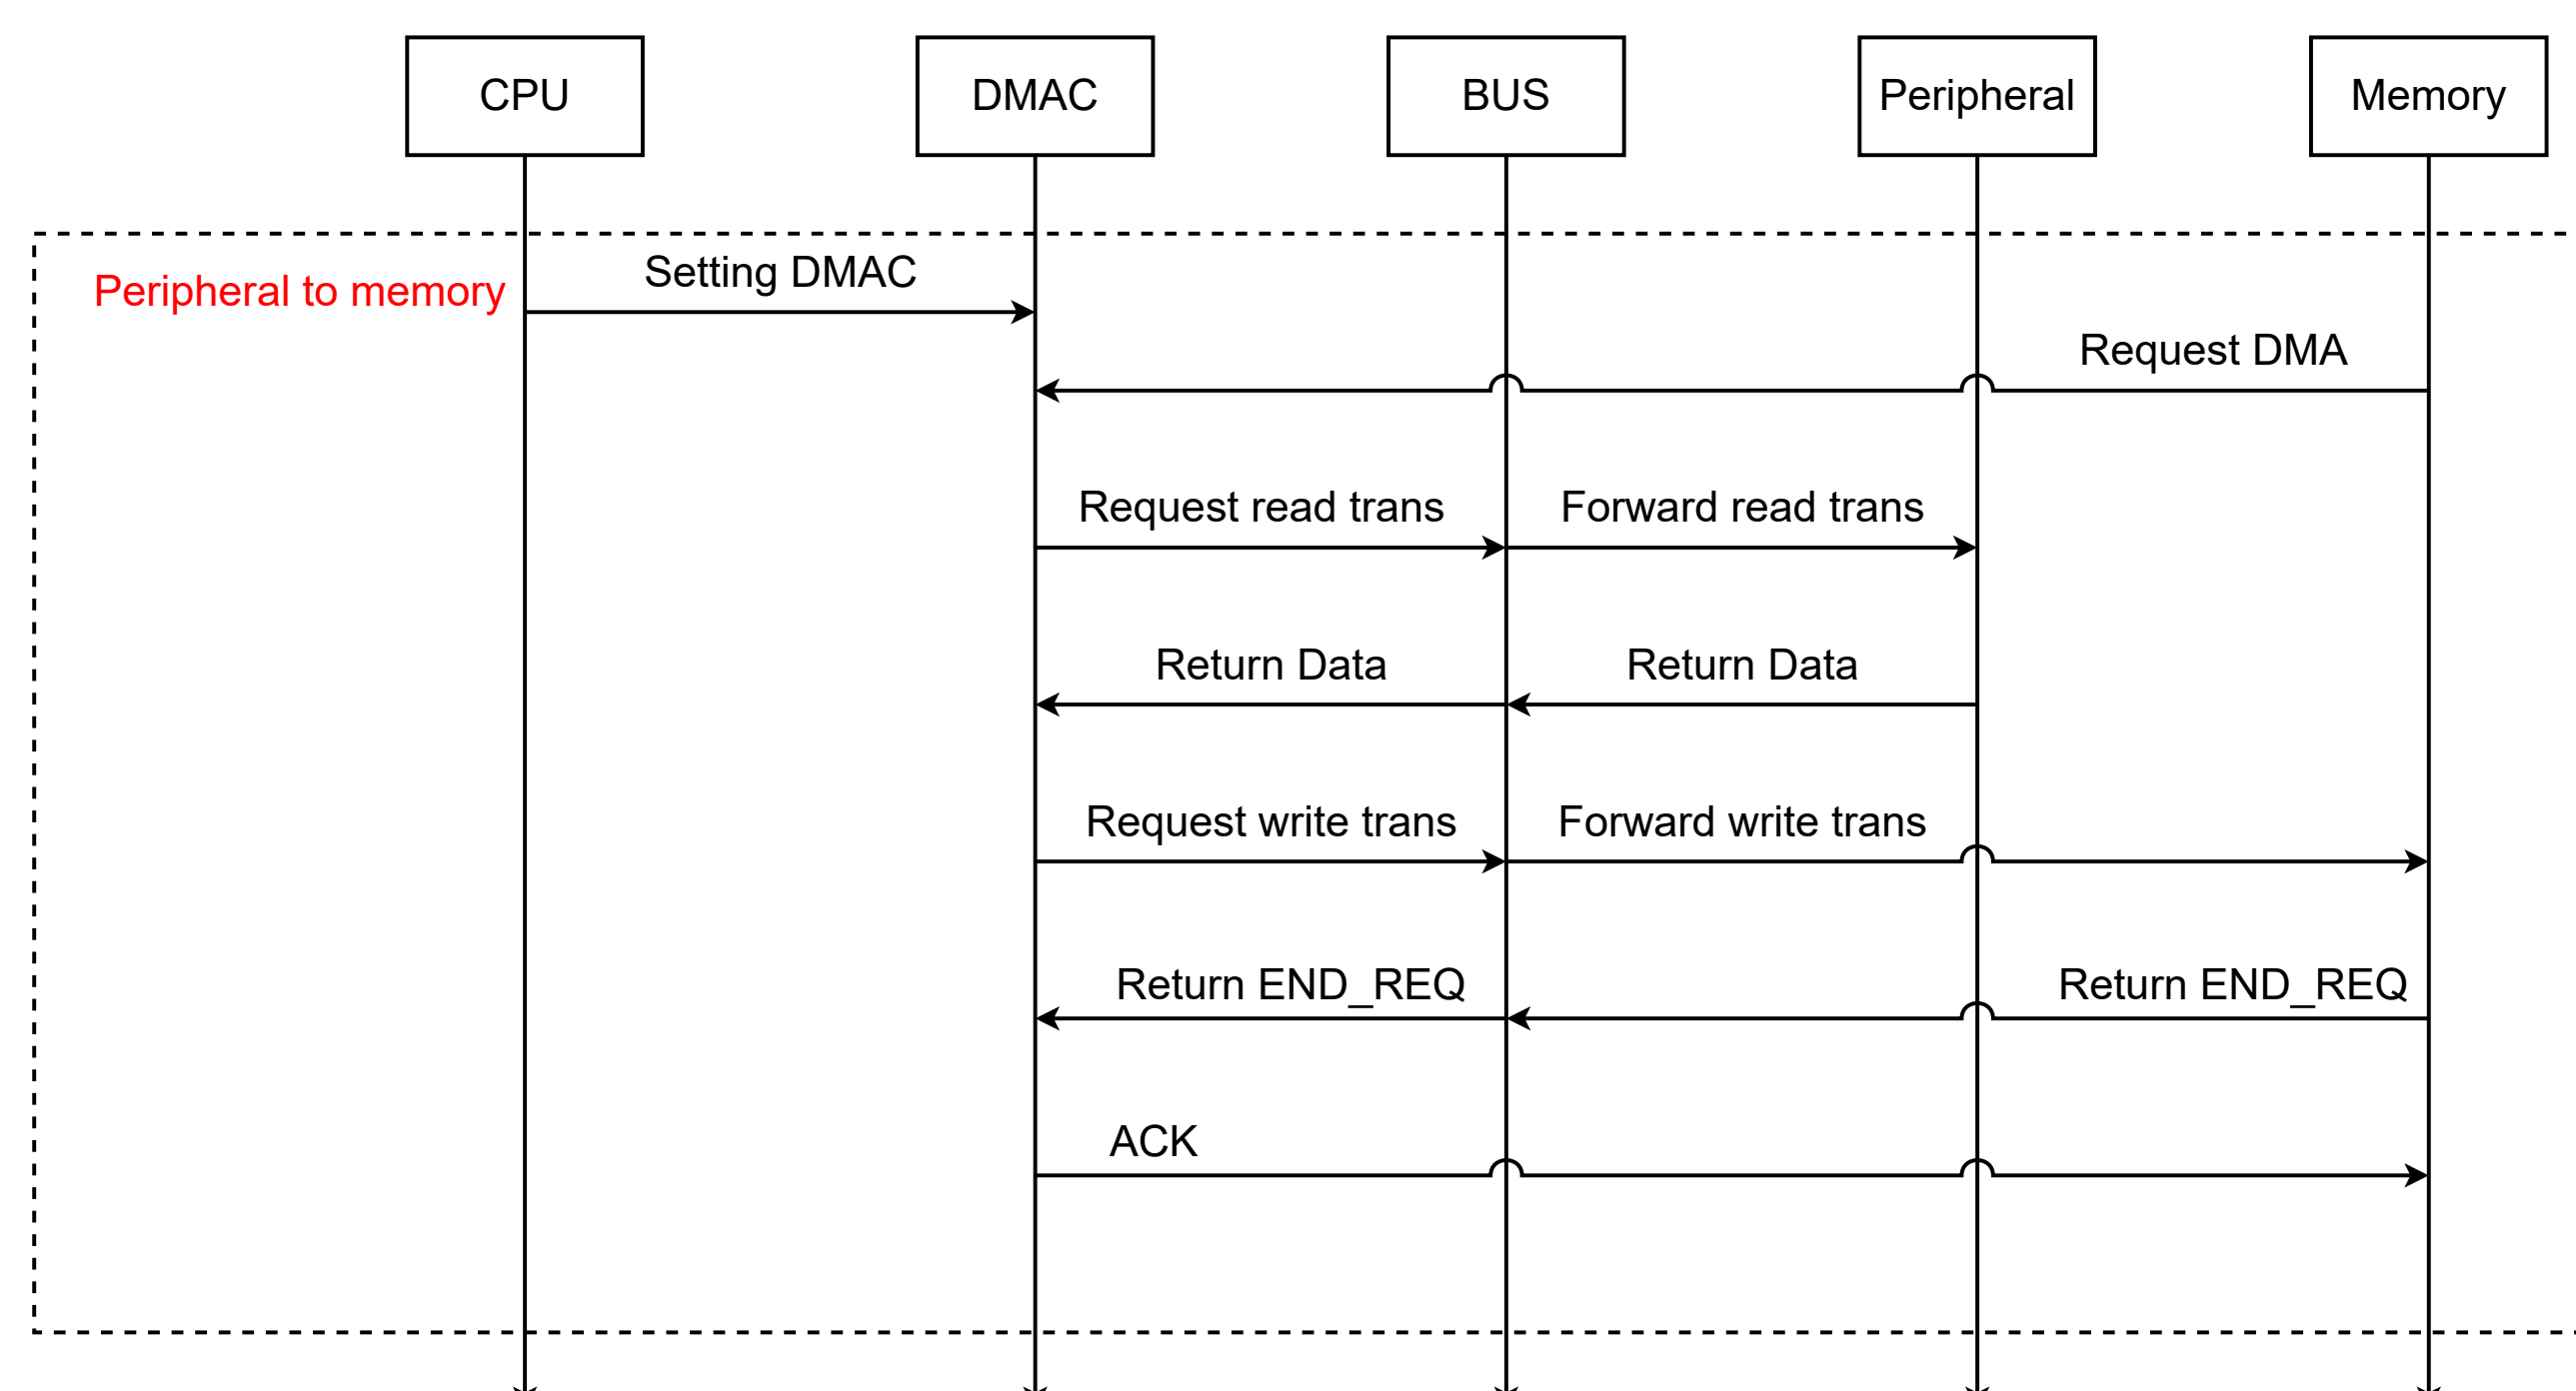 CPU
DMAC
BUS
Peripheral
Memory
Peripheral to memory
Setting DMAC
Request DMA
Request read trans
Forward read trans
Return Data
Return Data
Request write trans
Forward write trans
Return END_REQ
Return END_REQ
ACK